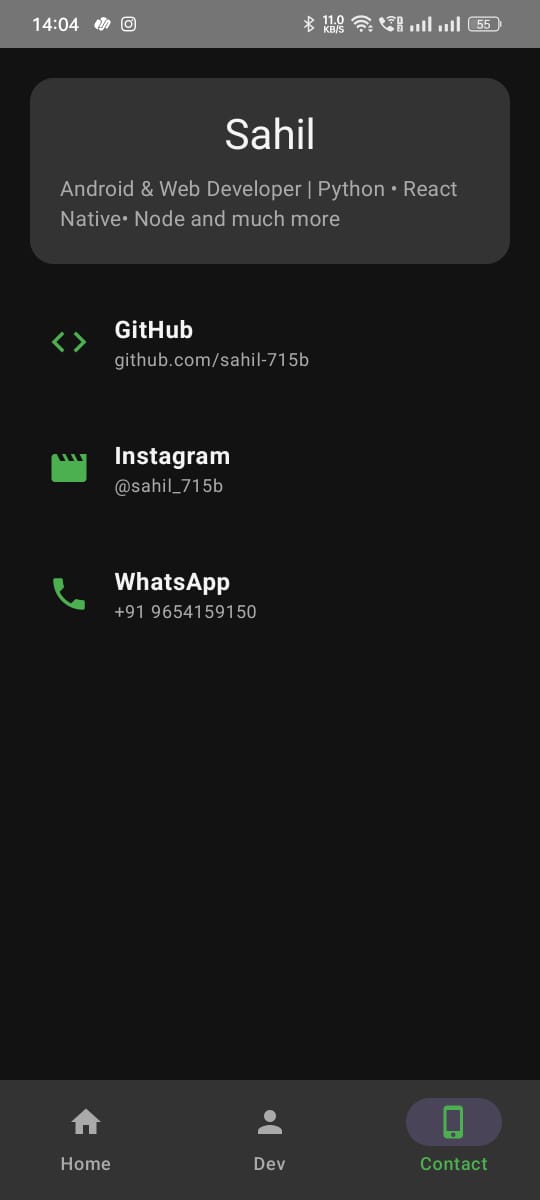 14:04
11.0
KB/S
55
Sahil
Android & Web Developer | Python • React
Native• Node and much more
GitHub
github.com/sahil-715b
Instagram
@sahil_715b
WhatsApp
+91 9654159150
Home
Dev
Contact